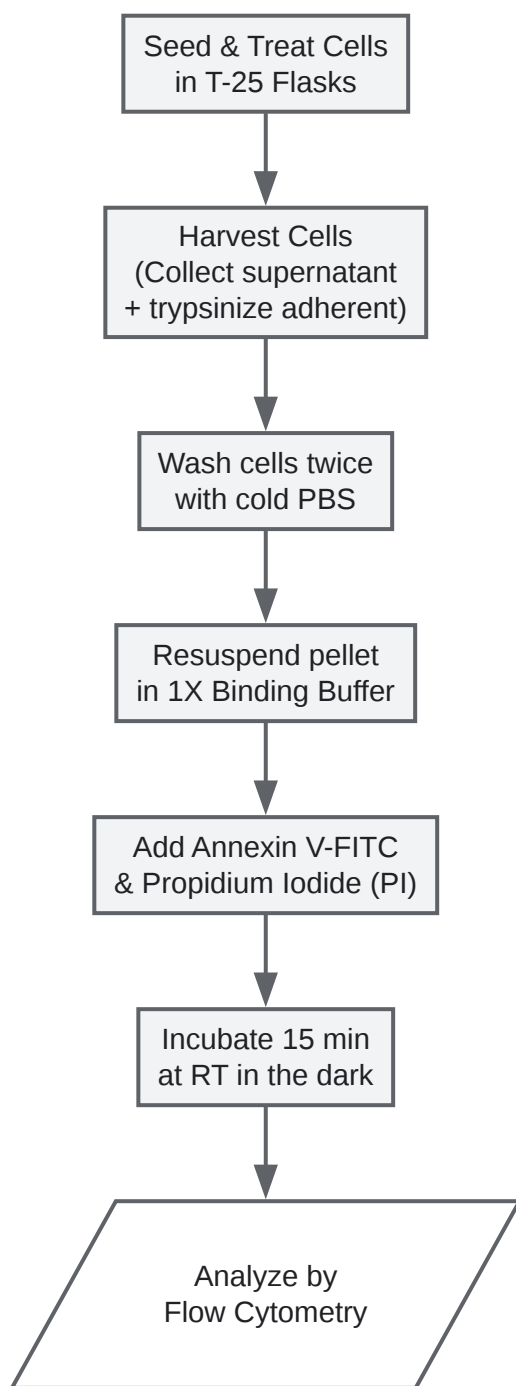 Seed & Treat Cells
in T-25 Flasks
Harvest Cells
(Collect supernatant
+ trypsinize adherent)
Wash cells twice
with cold PBS
Resuspend pellet
in 1X Binding Buffer
Add Annexin V-FITC
& Propidium Iodide (PI)
Incubate 15 min
at RT in the dark
Analyze by
Flow Cytometry